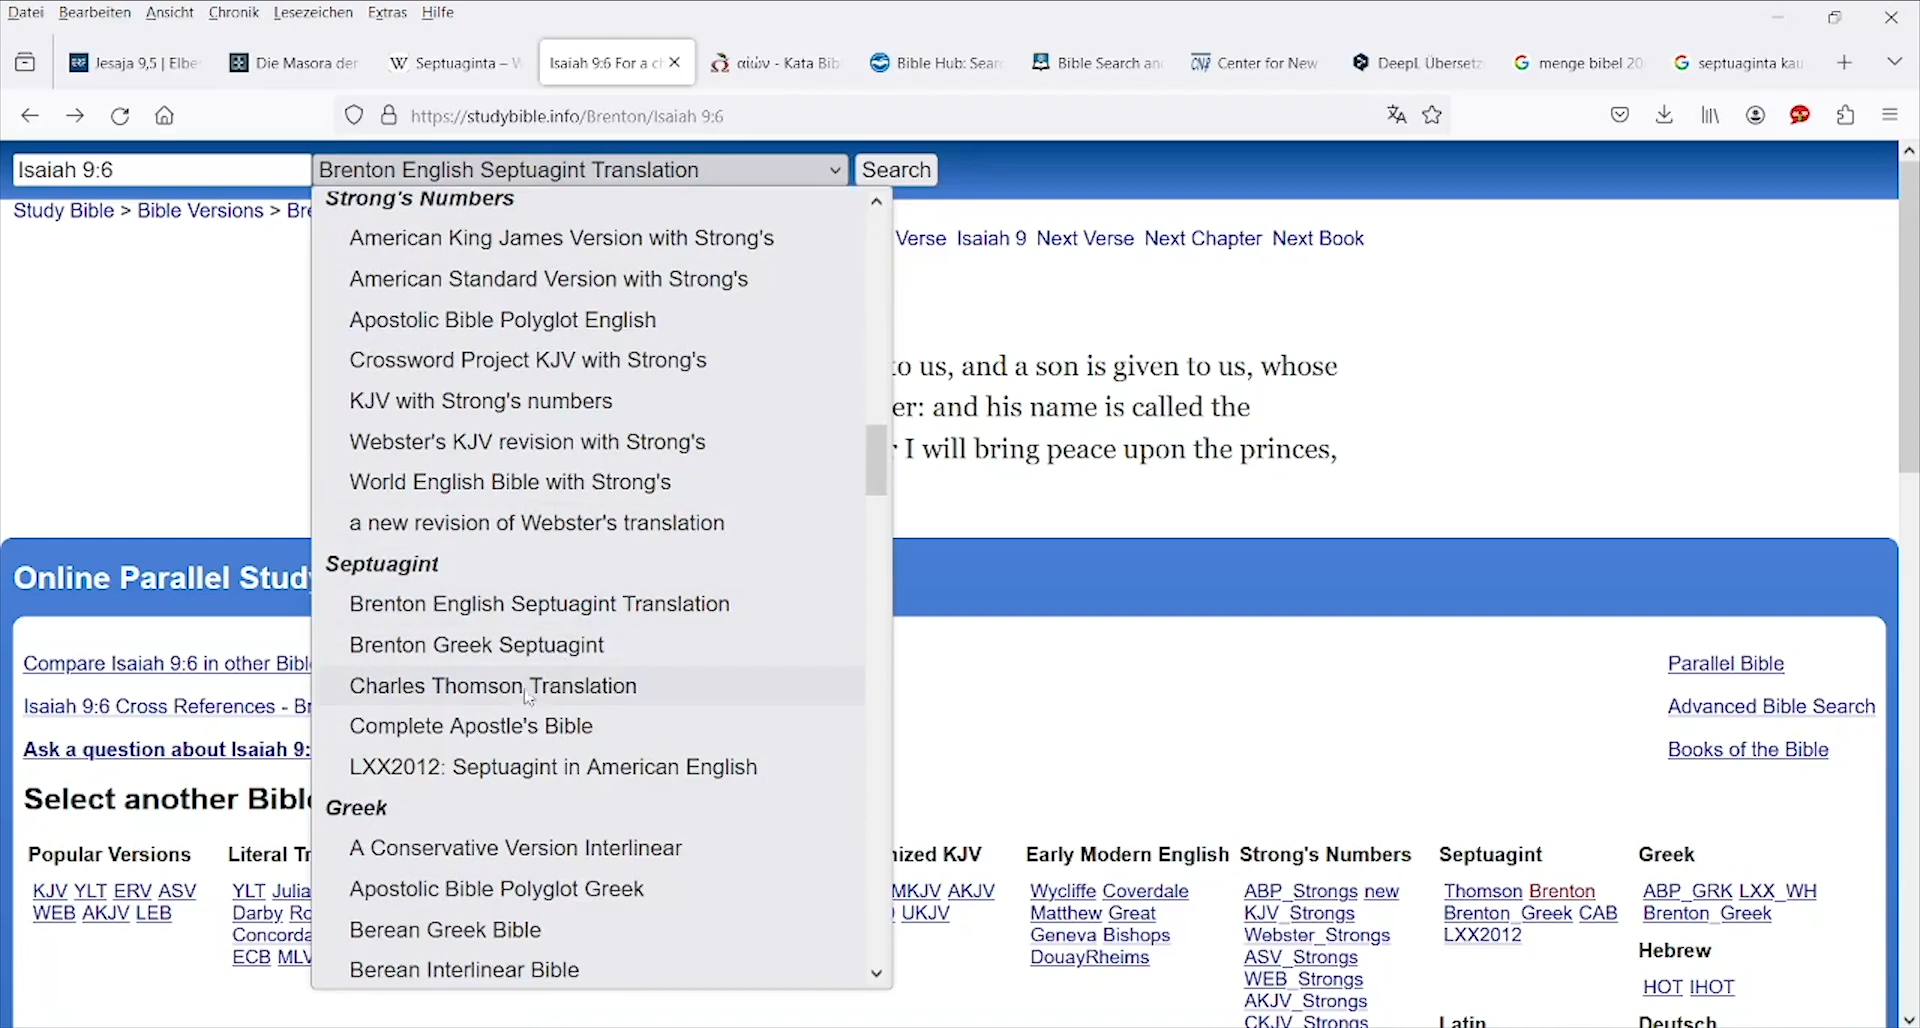 Datei Bearbeiten Ansicht Chronik Lesezeichen Extras Hilfe
Jesaja 9,5 | Elbe Die Masora der Septuaginta – W Isaiah 9:6 For a ch αἰών - Kata Bib Bible Hub: Sear Bible Search an CNV Center for New DeepL Übersetz menge bibel 20 septuaginta kau
https://studybible.info/Brenton/Isaiah 9:6
Isaiah 9:6 Brenton English Septuagint Translation Search
Study Bible > Bible Versions > Bre
Verse Isaiah 9 Next Verse Next Chapter Next Book
Strong's Numbers
American King James Version with Strong's
American Standard Version with Strong's
Apostolic Bible Polyglot English
Crossword Project KJV with Strong's
KJV with Strong's numbers
Webster's KJV revision with Strong's
World English Bible with Strong's
a new revision of Webster's translation
Septuagint
Brenton English Septuagint Translation
Brenton Greek Septuagint
Charles Thomson Translation
Complete Apostle's Bible
LXX2012: Septuagint in American English
Greek
A Conservative Version Interlinear
Apostolic Bible Polyglot Greek
Berean Greek Bible
Berean Interlinear Bible
to us, and a son is given to us, whose
er: and his name is called the
I will bring peace upon the princes,
Online Parallel Study
Compare Isaiah 9:6 in other Bibl
Isaiah 9:6 Cross References - Br
Ask a question about Isaiah 9:
Parallel Bible
Advanced Bible Search
Books of the Bible
Select another Bible
Popular Versions
KJV YLT ERV ASV
WEB AKJV LEB
Literal Tr
YLT Julia
Darby Ro
Concorda
ECB MLV
ized KJV
MKJV AKJV
UKJV
Early Modern English
Wycliffe Coverdale
Matthew Great
Geneva Bishops
DouayRheims
Strong's Numbers
ABP_Strongs new
KJV_Strongs
Webster_Strongs
ASV_Strongs
WEB_Strongs
AKJV_Strongs
CKJV_Strongs
Septuagint
Thomson Brenton
Brenton_Greek CAB
LXX2012
Latin
Greek
ABP_GRK LXX_WH
Brenton_Greek
Hebrew
HOT IHOT
Deutsch